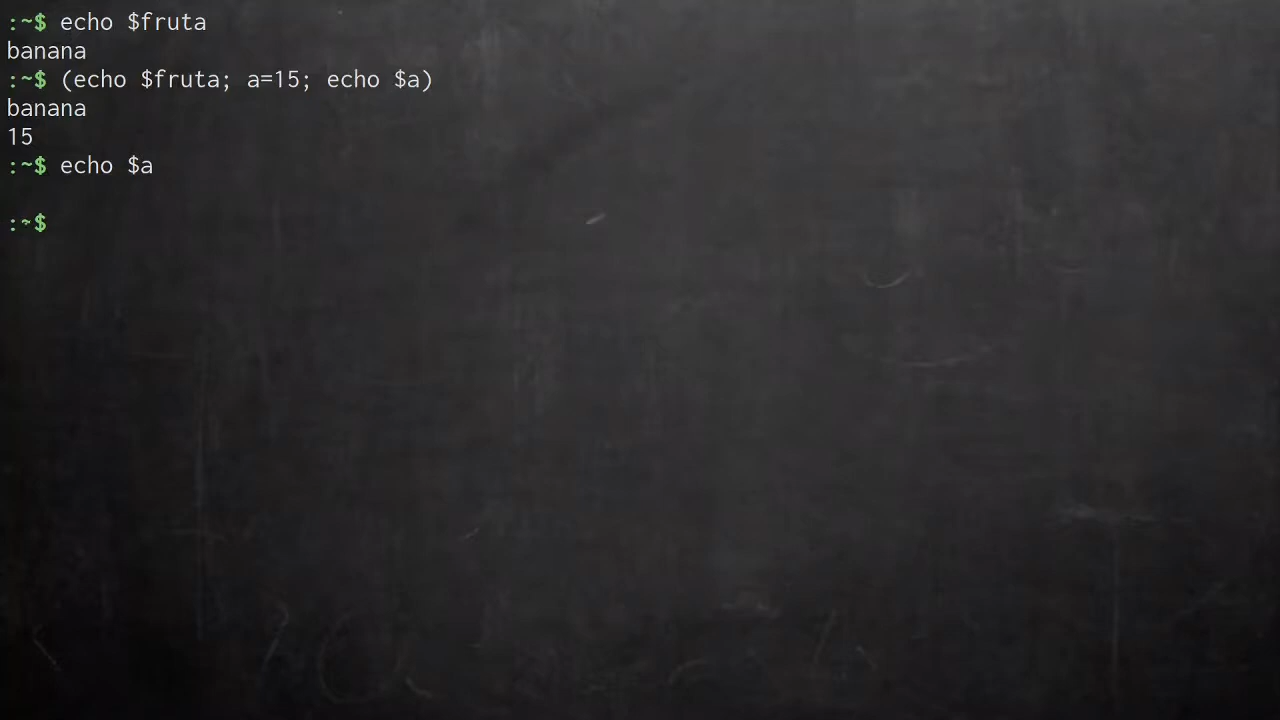 :~$ echo $fruta
banana
:~$ (echo $fruta; a=15; echo $a)
banana
15
:~$ echo $a
:~$